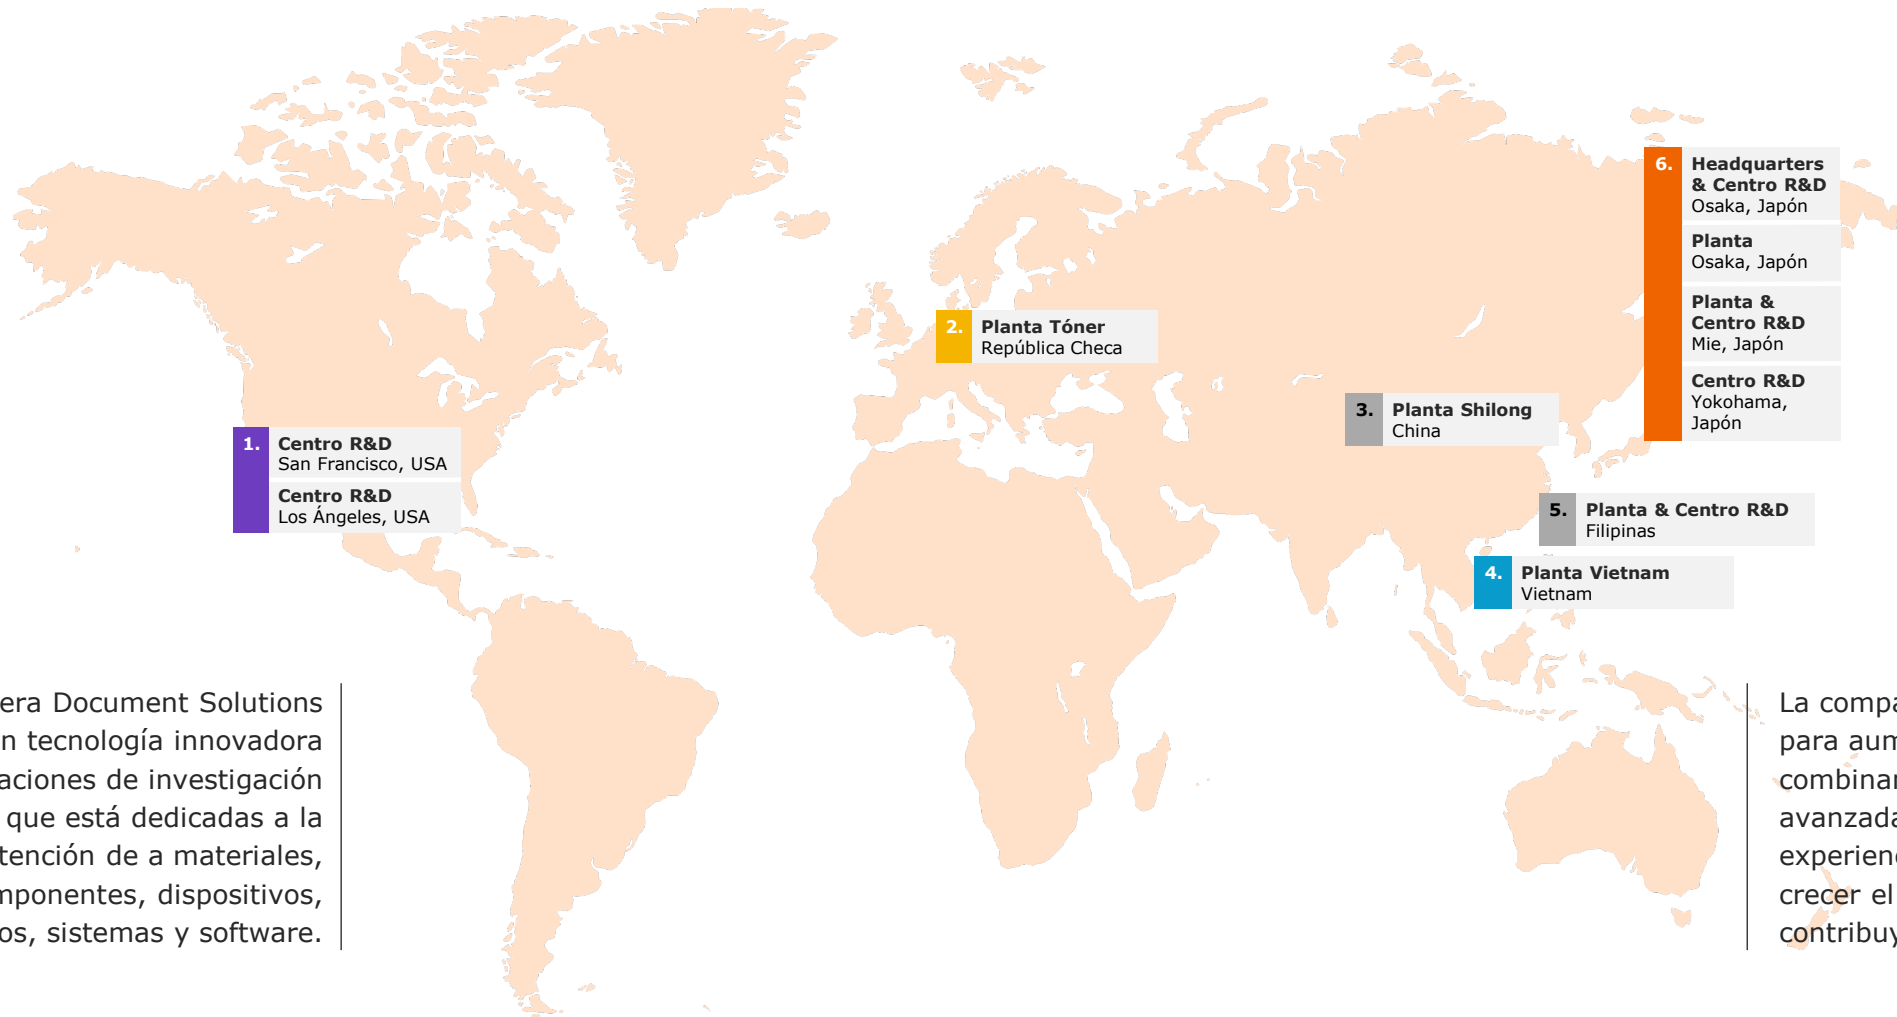 1.
Centro R&D
San Francisco, USA
Centro R&D
Los Ángeles, USA
2.
Planta Tóner
República Checa
3.
Planta Shilong
China
5.
Planta & Centro R&D
Filipinas
4.
Planta Vietnam
Vietnam
6.
Headquarters
& Centro R&D
Osaka, Japón
Planta
Osaka, Japón
Planta &
Centro R&D
Mie, Japón
Centro R&D
Yokohama,
Japón
era Document Solutions
n tecnología innovadora
aciones de investigación
que está dedicadas a la
tención de a materiales,
mponentes, dispositivos,
os, sistemas y software.
La compa
para aum
combinar
avanzada
experienc
crecer el
contribuy